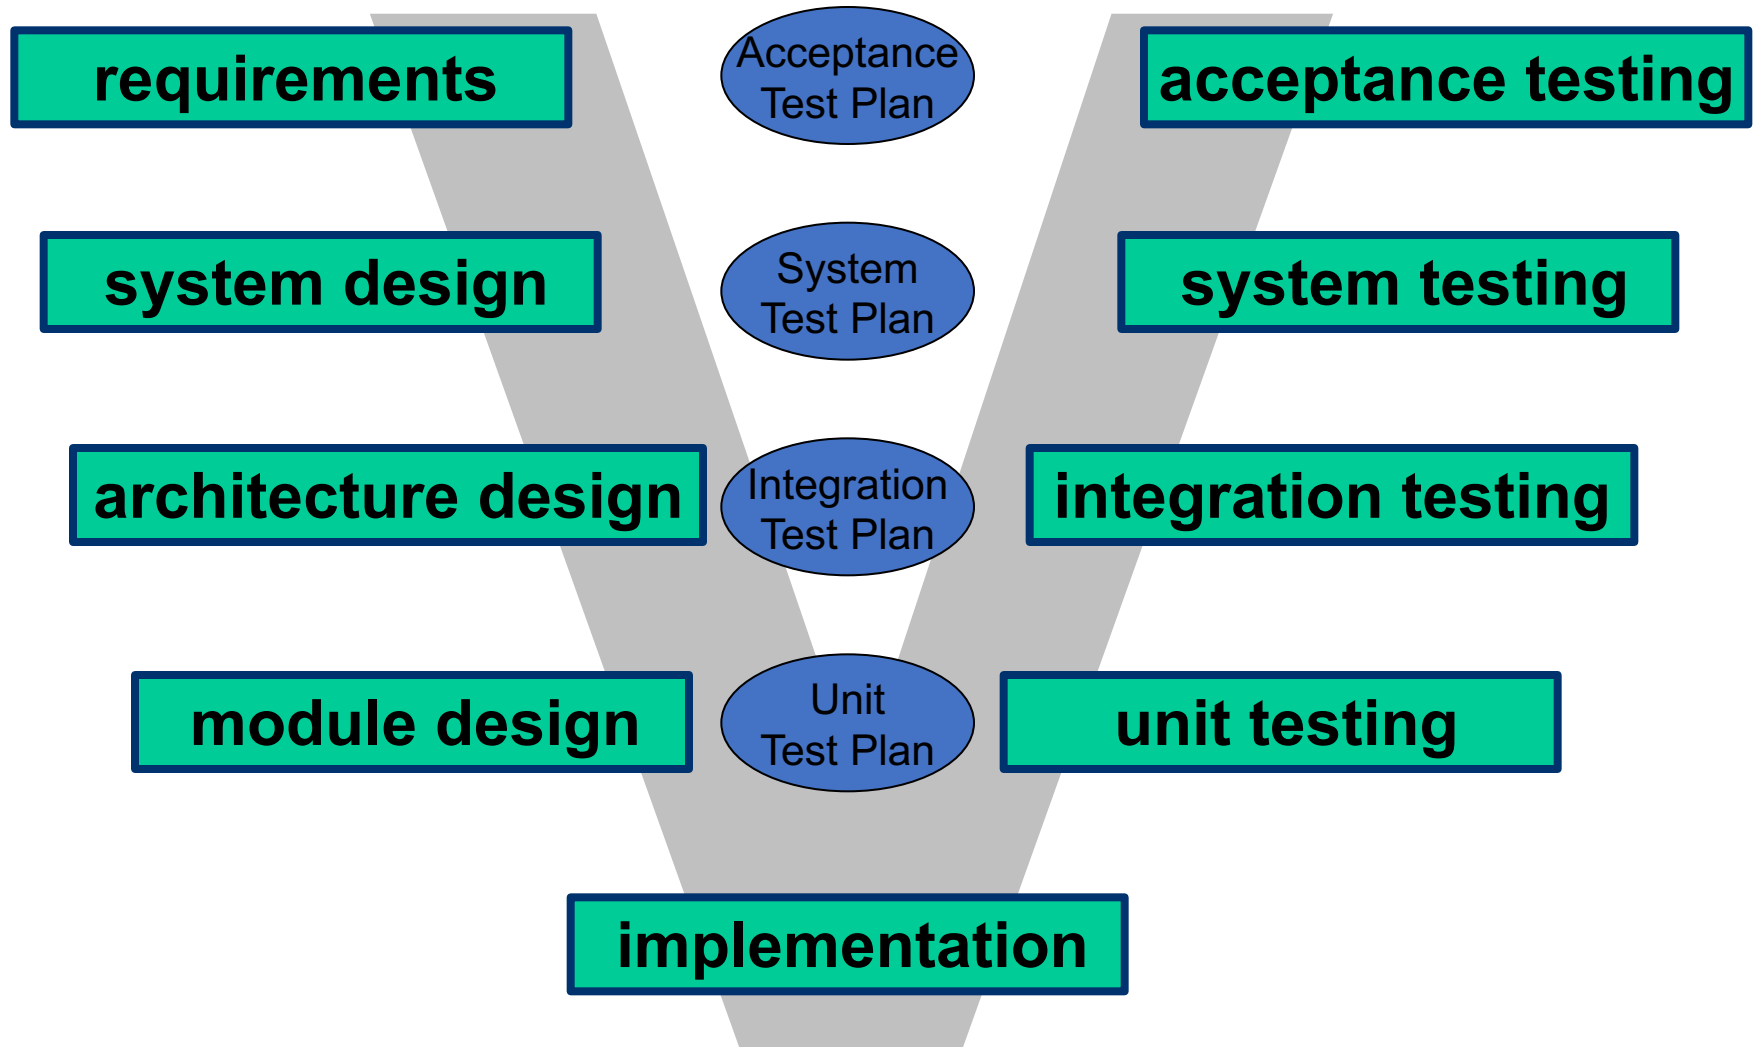 requirements
Acceptance
Test Plan
acceptance testing
system design
System
Test Plan
system testing
architecture design
Integration
Test Plan
integration testing
module design
Unit
Test Plan
unit testing
implementation